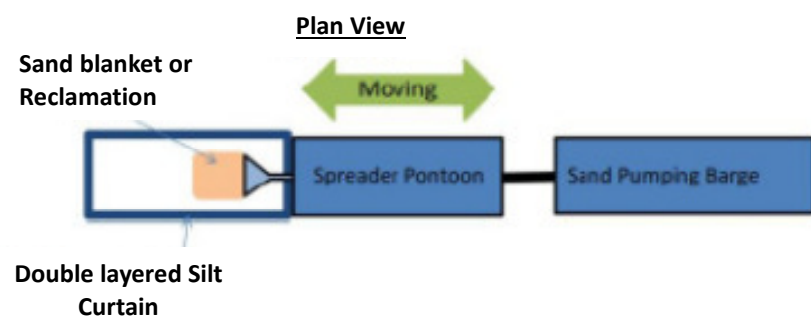 Plan View
Sand blanket or
Reclamation
Moving
Spreader Pontoon
Sand Pumping Barge
Double layered Silt
Curtain